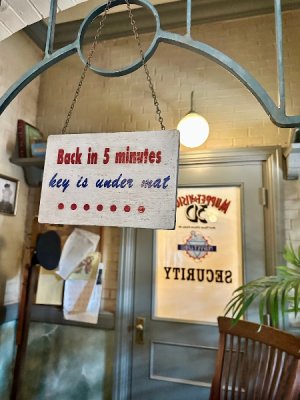 Back in 5 minutes
key is under mat
MUPPET★VISION
3D
SECURITY